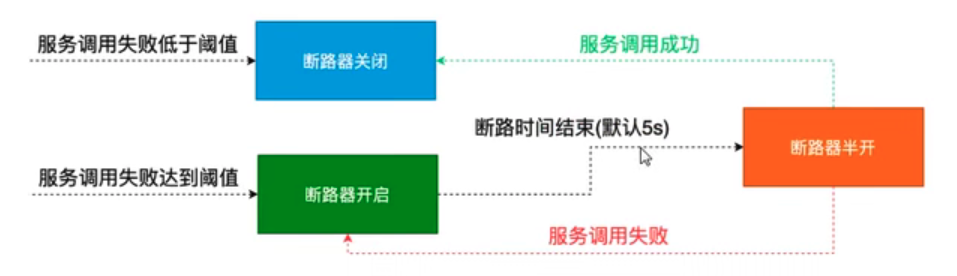 服务调用失败低于阈值
断路器关闭
服务调用成功
断路时间结束(默认5s)
断路器半开
服务调用失败达到阈值
断路器开启
服务调用失败